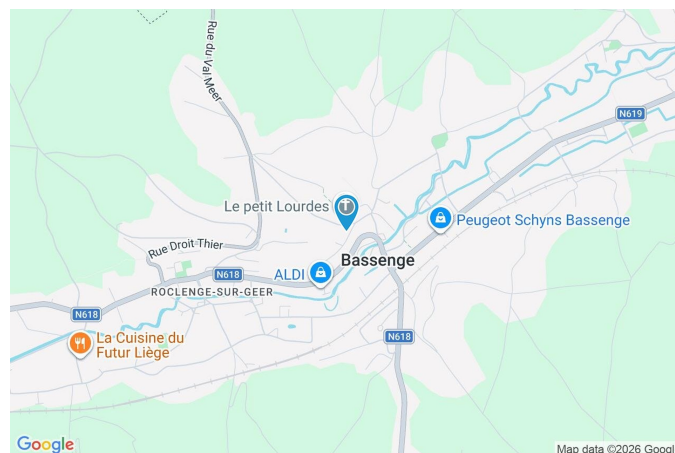 Rue du Val Meer
N619
Le petit Lourdes
Peugeot Schyns Bassenge
Rue Droit Thier
Bassenge
ALDI
N618
ROCLENGE-SUR-GEER
N618
N618
La Cuisine du
Futur Liège
Google
Map data ©2026 Googl